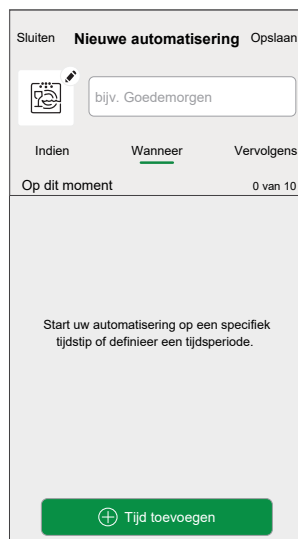 Sluiten Nieuwe automatisering Opslaan
bijv. Goedemorgen
Indien Wanneer Vervolgens
Op dit moment 0 van 10
Start uw automatisering op een specifiek
tijdstip of definieer een tijdsperiode.
Tijd toevoegen